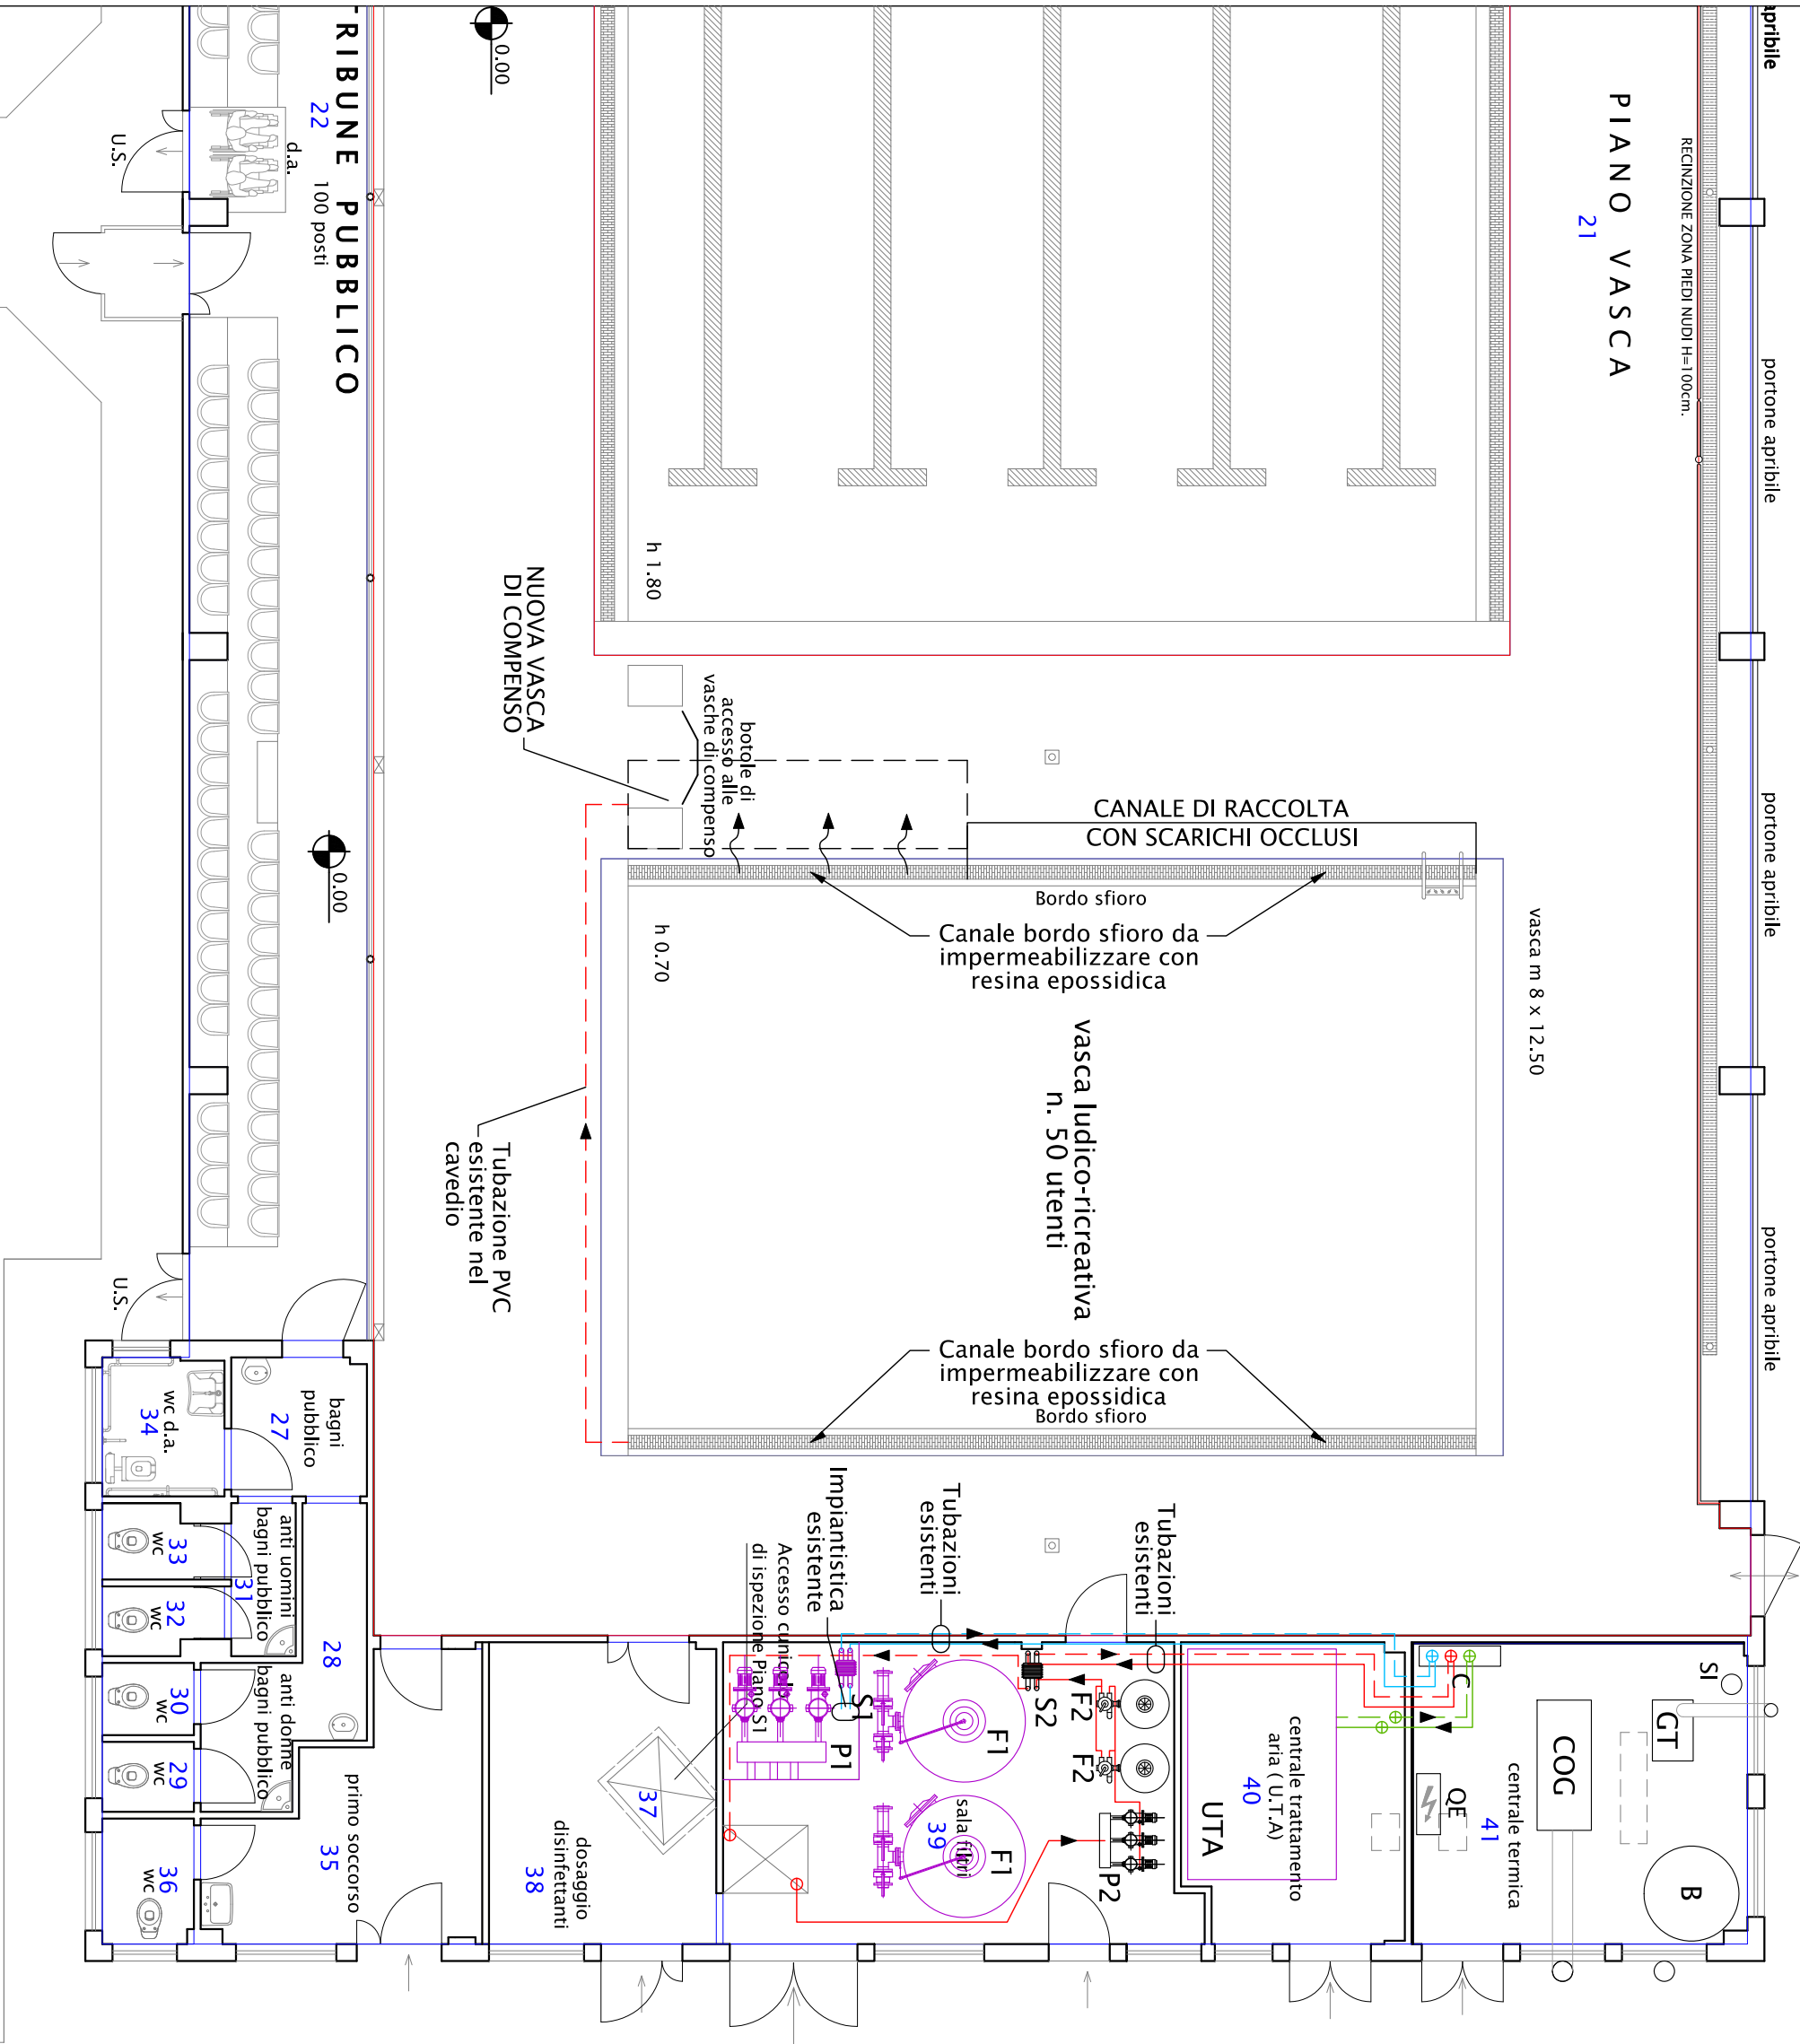 apribile
PIANO VASCA
21
RECINZIONE ZONA PIEDI NUDI H=100cm.
portone apribile
portone apribile
portone apribile
TRIBUNE PUBBLICO
22
100 posti
d.a.
U.S.
0.00
h 1.80
NUOVA VASCA
DI COMPENSO
botole di
accesso alle
vasche di compenso
CANALE DI RACCOLTA
CON SCARICHI OCCLUSI
Bordo sfioro
Canale bordo sfioro da
impermeabilizzare con
resina epossidica
h 0.70
0.00
vasca m 8 x 12.50
vasca ludico-ricreativa
n. 50 utenti
Tubazione PVC
esistente nel
cavedio
Canale bordo sfioro da
impermeabilizzare con
resina epossidica
Bordo sfioro
U.S.
bagni
pubblico
27
wc d.a.
34
33
wc
32
wc
anti uomini
bagni pubblico
31
28
30
wc
29
wc
anti donne
bagni pubblico
primo soccorso
35
36
wc
Accesso cunicolo
di ispezione Piano S1
Impiantistica
esistente
Tubazioni
esistenti
Tubazioni
esistenti
37
dosaggio
disinfettanti
38
S1
P1
F1
F1
sala filtri
39
S2
F2
F2
P2
UTA
centrale trattamento
aria ( U.T.A)
40
C
QE
41
centrale termica
COG
GT
SI
B